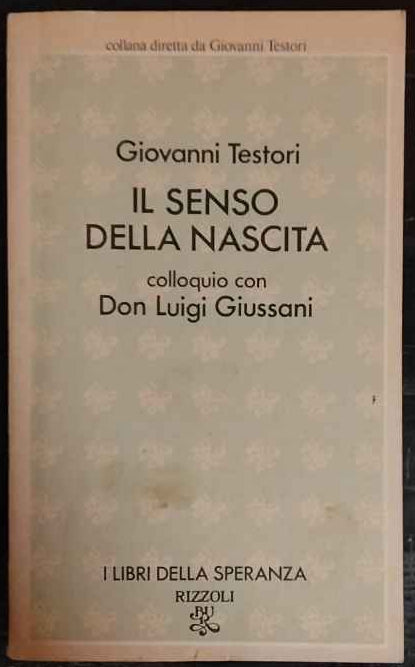 collana diretta da Giovanni Testori
Giovanni Testori
IL SENSO
DELLA NASCITA
colloquio con
Don Luigi Giussani
I LIBRI DELLA SPERANZA
RIZZOLI
BUR